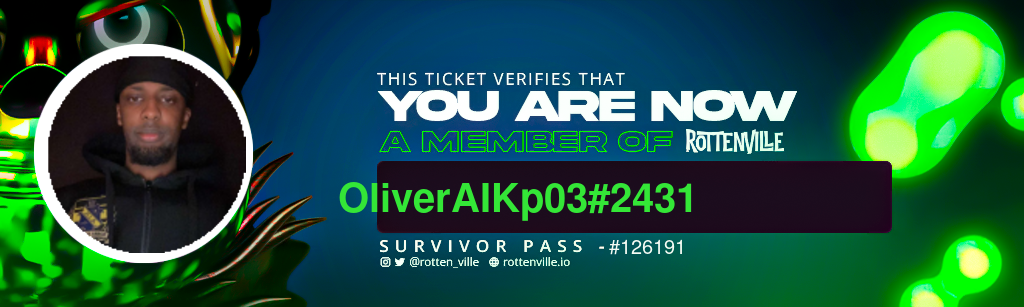 THIS TICKET VERIFIES THAT
YOU ARE NOW
A MEMBER OF ROTTENVILLE
OliverAIKp03#2431
SURVIVOR PASS - #126191
@rotten_ville rottenville.io